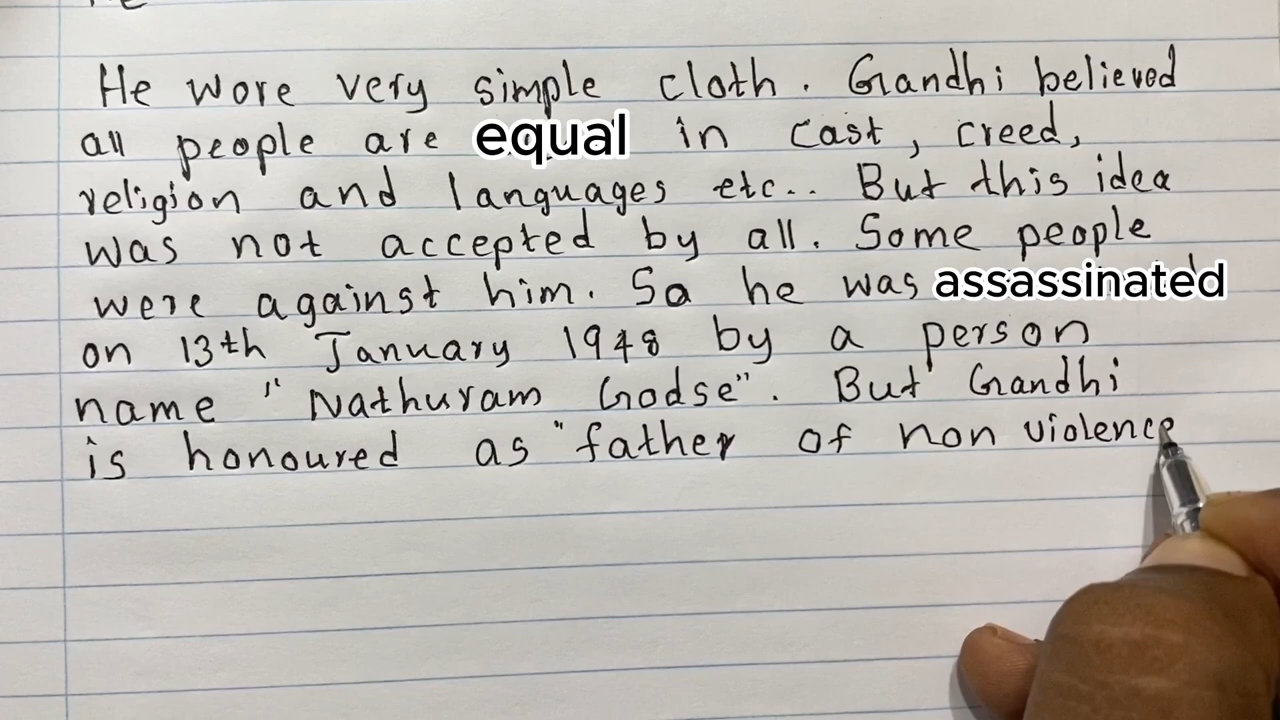 He wore very simple cloth. Gandhi believed
all people are equal in cast, creed,
religion and languages etc.. But this idea
was not accepted by all. Some people
were against him. So he was assassinated
on 13th January 1948 by a person
name "Nathuram Godse". But Gandhi
is honoured as "father of non violence